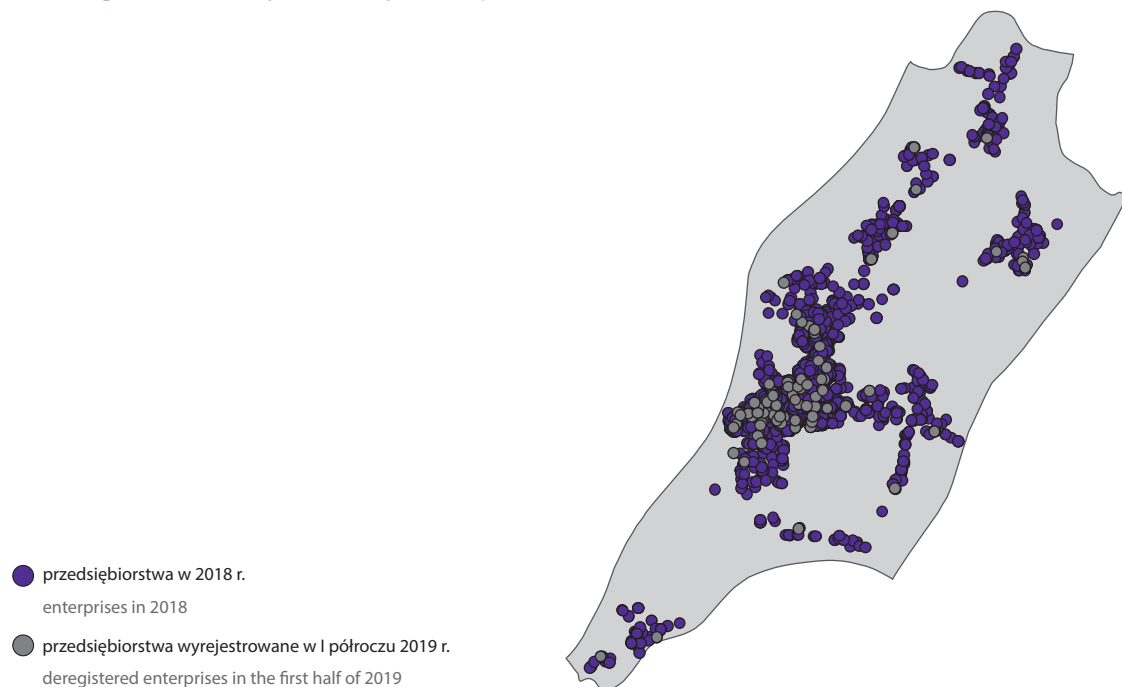 przedsiębiorstwa w 2018 r.
enterprises in 2018
przedsiębiorstwa wyrejestrowane w I półroczu 2019 r.
deregistered enterprises in the first half of 2019